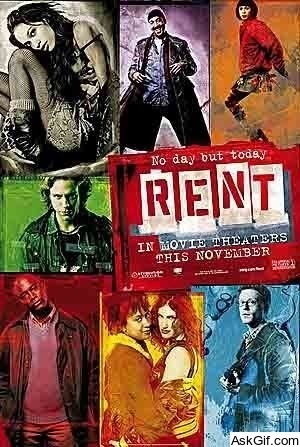 No day but today
RENT
IN MOVIE THEATERS
THIS NOVEMBER
AskGif.com